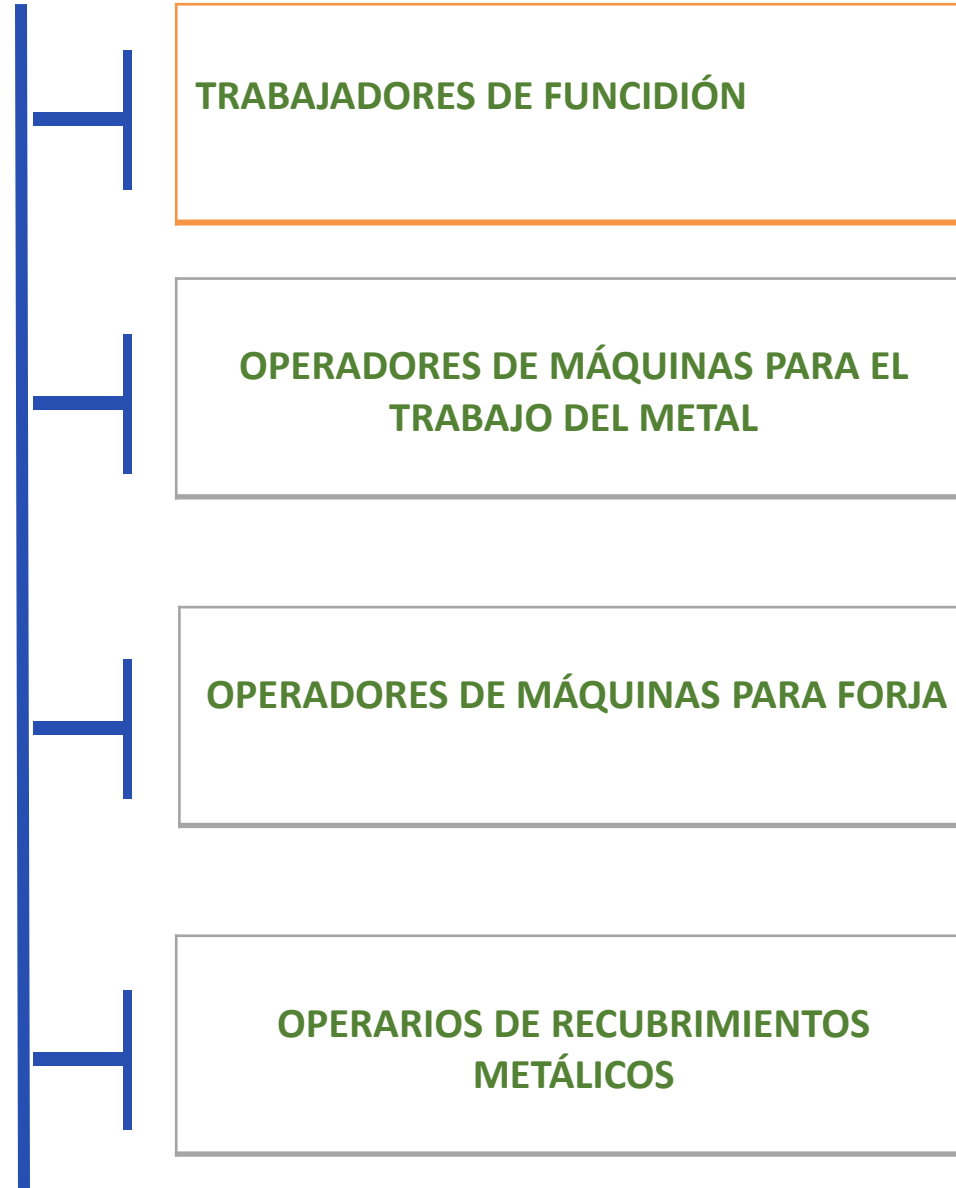 TRABAJADORES DE FUNCIDIÓN
OPERADORES DE MÁQUINAS PARA EL
TRABAJO DEL METAL
OPERADORES DE MÁQUINAS PARA FORJA
OPERARIOS DE RECUBRIMIENTOS
METÁLICOS